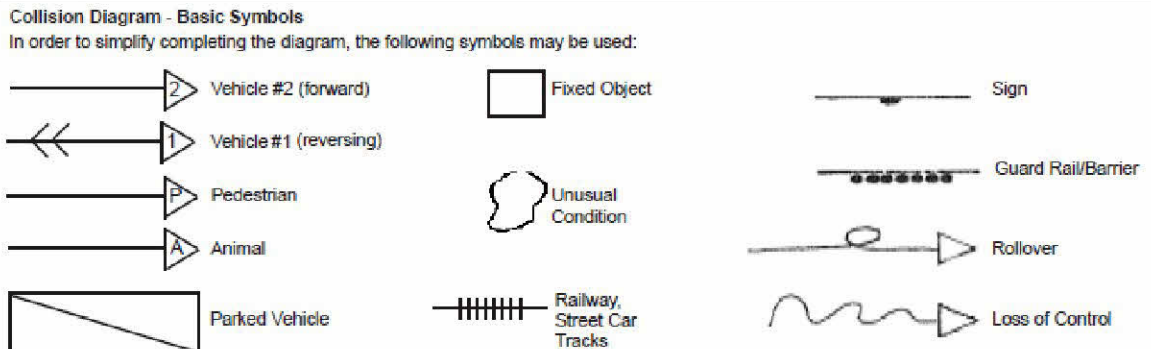 Collision Diagram - Basic Symbols
In order to simplify completing the diagram, the following symbols may be used:
2 Vehicle #2 (forward)
1 Vehicle #1 (reversing)
P Pedestrian
A Animal
Parked Vehicle
Fixed Object
Unusual
Condition
Railway,
Street Car
Tracks
Sign
Guard Rail/Barrier
Rollover
Loss of Control